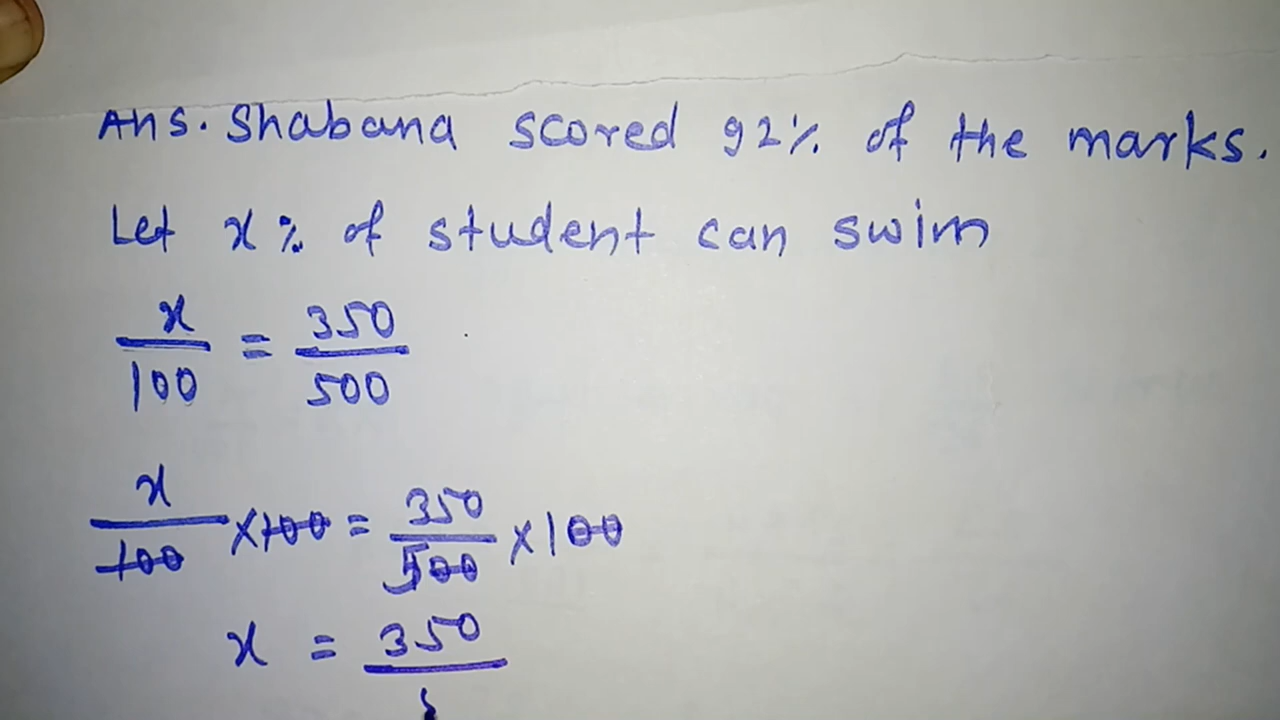 Ans. Shabana scored 92% of the marks.
Let x% of student can swim
x/100 = 350/500
x/100 × 100 = 350/500 × 100
x = 350/